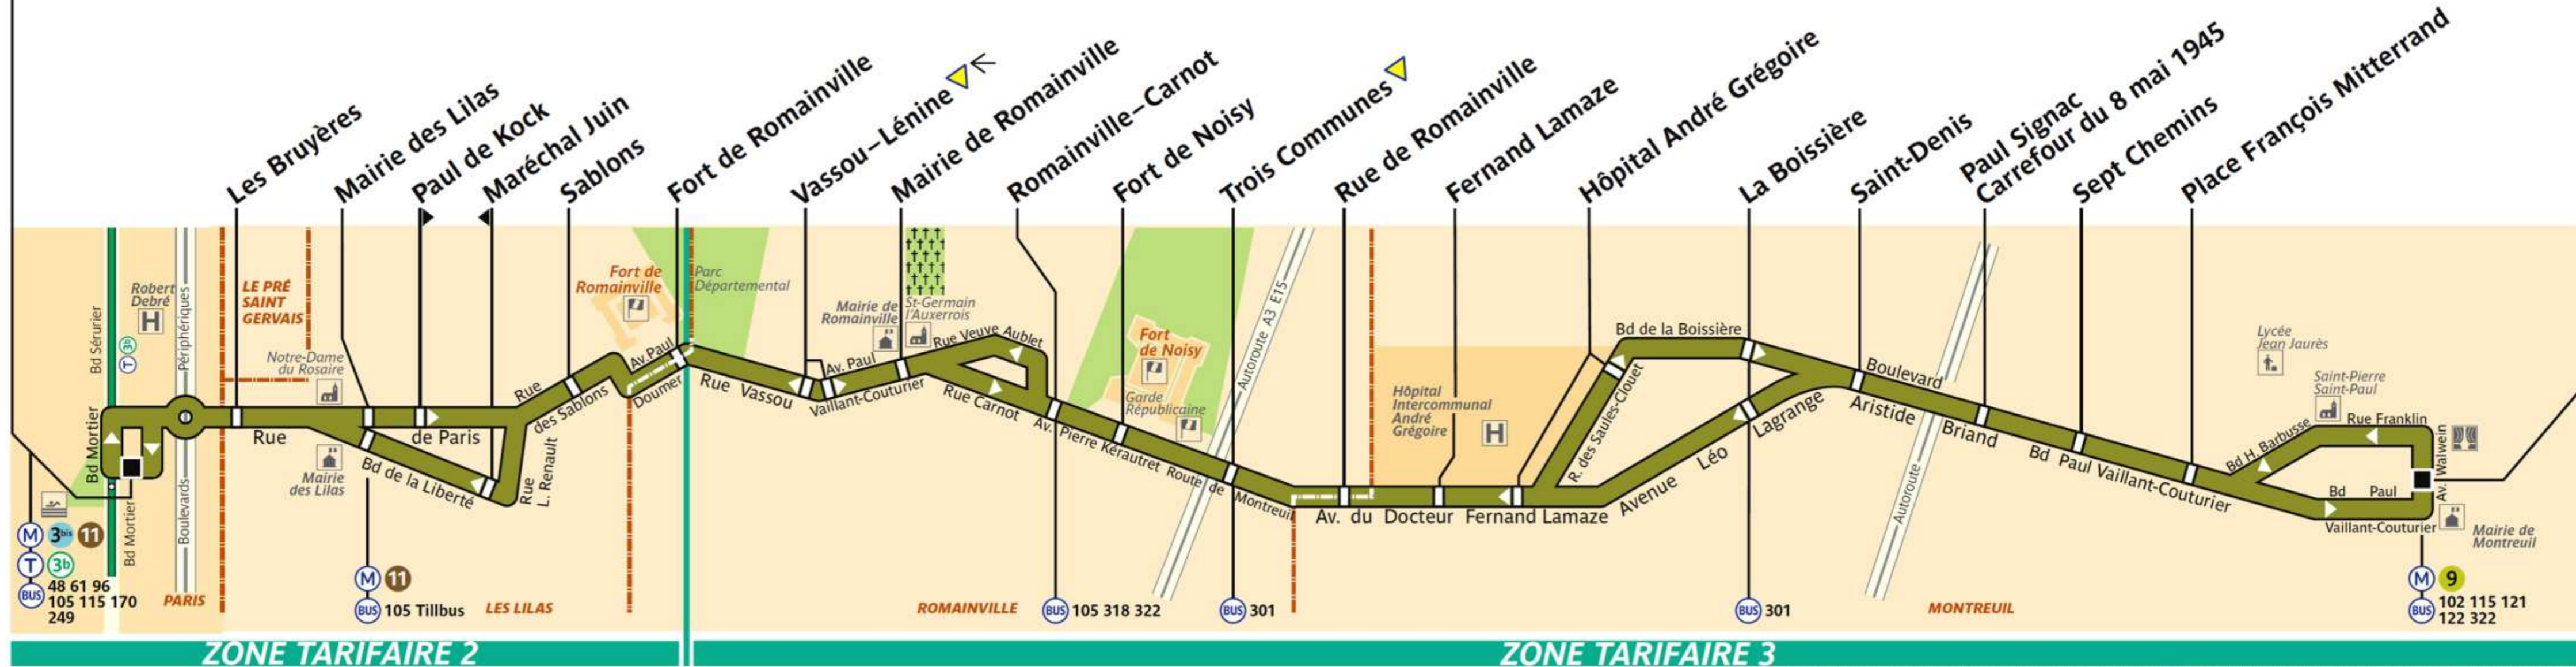 Les Bruyères
Mairie des Lilas
Paul de Kock
Maréchal Juin
Sablons
Fort de Romainville
Vassou–Lénine
Mairie de Romainville
Romainville–Carnot
Fort de Noisy
Trois Communes
Rue de Romainville
Fernand Lamaze
Hôpital André Grégoire
La Boissière
Saint-Denis
Paul Signac
Carrefour du 8 mai 1945
Sept Chemins
Place François Mitterrand
Bd Sérurier
Robert
Debré
H
T 3b
Périphériques
Boulevards
Bd Mortier
Bd Mortier
LE PRÉ
SAINT
GERVAIS
Notre-Dame
du Rosaire
Mairie
des Lilas
Rue
de Paris
Bd de la Liberté
Rue
L. Renault
Rue
des Sablons
Fort de
Romainville
Av.Paul
Doumer
Parc
Départemental
Rue Vassou
Mairie de
Romainville
St-Germain
l'Auxerrois
Av. Paul
Vaillant-Couturier
Rue Veuve Aublet
Rue Carnot
Fort
de Noisy
Garde
Républicaine
Av. Pierre Kérautret
Route de Montreuil
Autoroute A3 E15
Av. du Docteur Fernand Lamaze
Hôpital
Intercommunal
André
Grégoire
H
R. des Saules-Clouet
Bd de la Boissière
Avenue Léo Lagrange
Boulevard
Aristide Briand
Autoroute
Bd Paul Vaillant-Couturier
Bd H. Barbusse
Lycée
Jean Jaurès
Saint-Pierre
Saint-Paul
Rue Franklin
Av. Walwein
Bd Paul
Vaillant-Couturier
Mairie de
Montreuil
M 3bis 11
T 3b
BUS 48 61 96
105 115 170
249
PARIS
M 11
BUS 105 Tillbus
LES LILAS
ROMAINVILLE
BUS 105 318 322
BUS 301
BUS 301
MONTREUIL
M 9
BUS 102 115 121
122 322
ZONE TARIFAIRE 2
ZONE TARIFAIRE 3